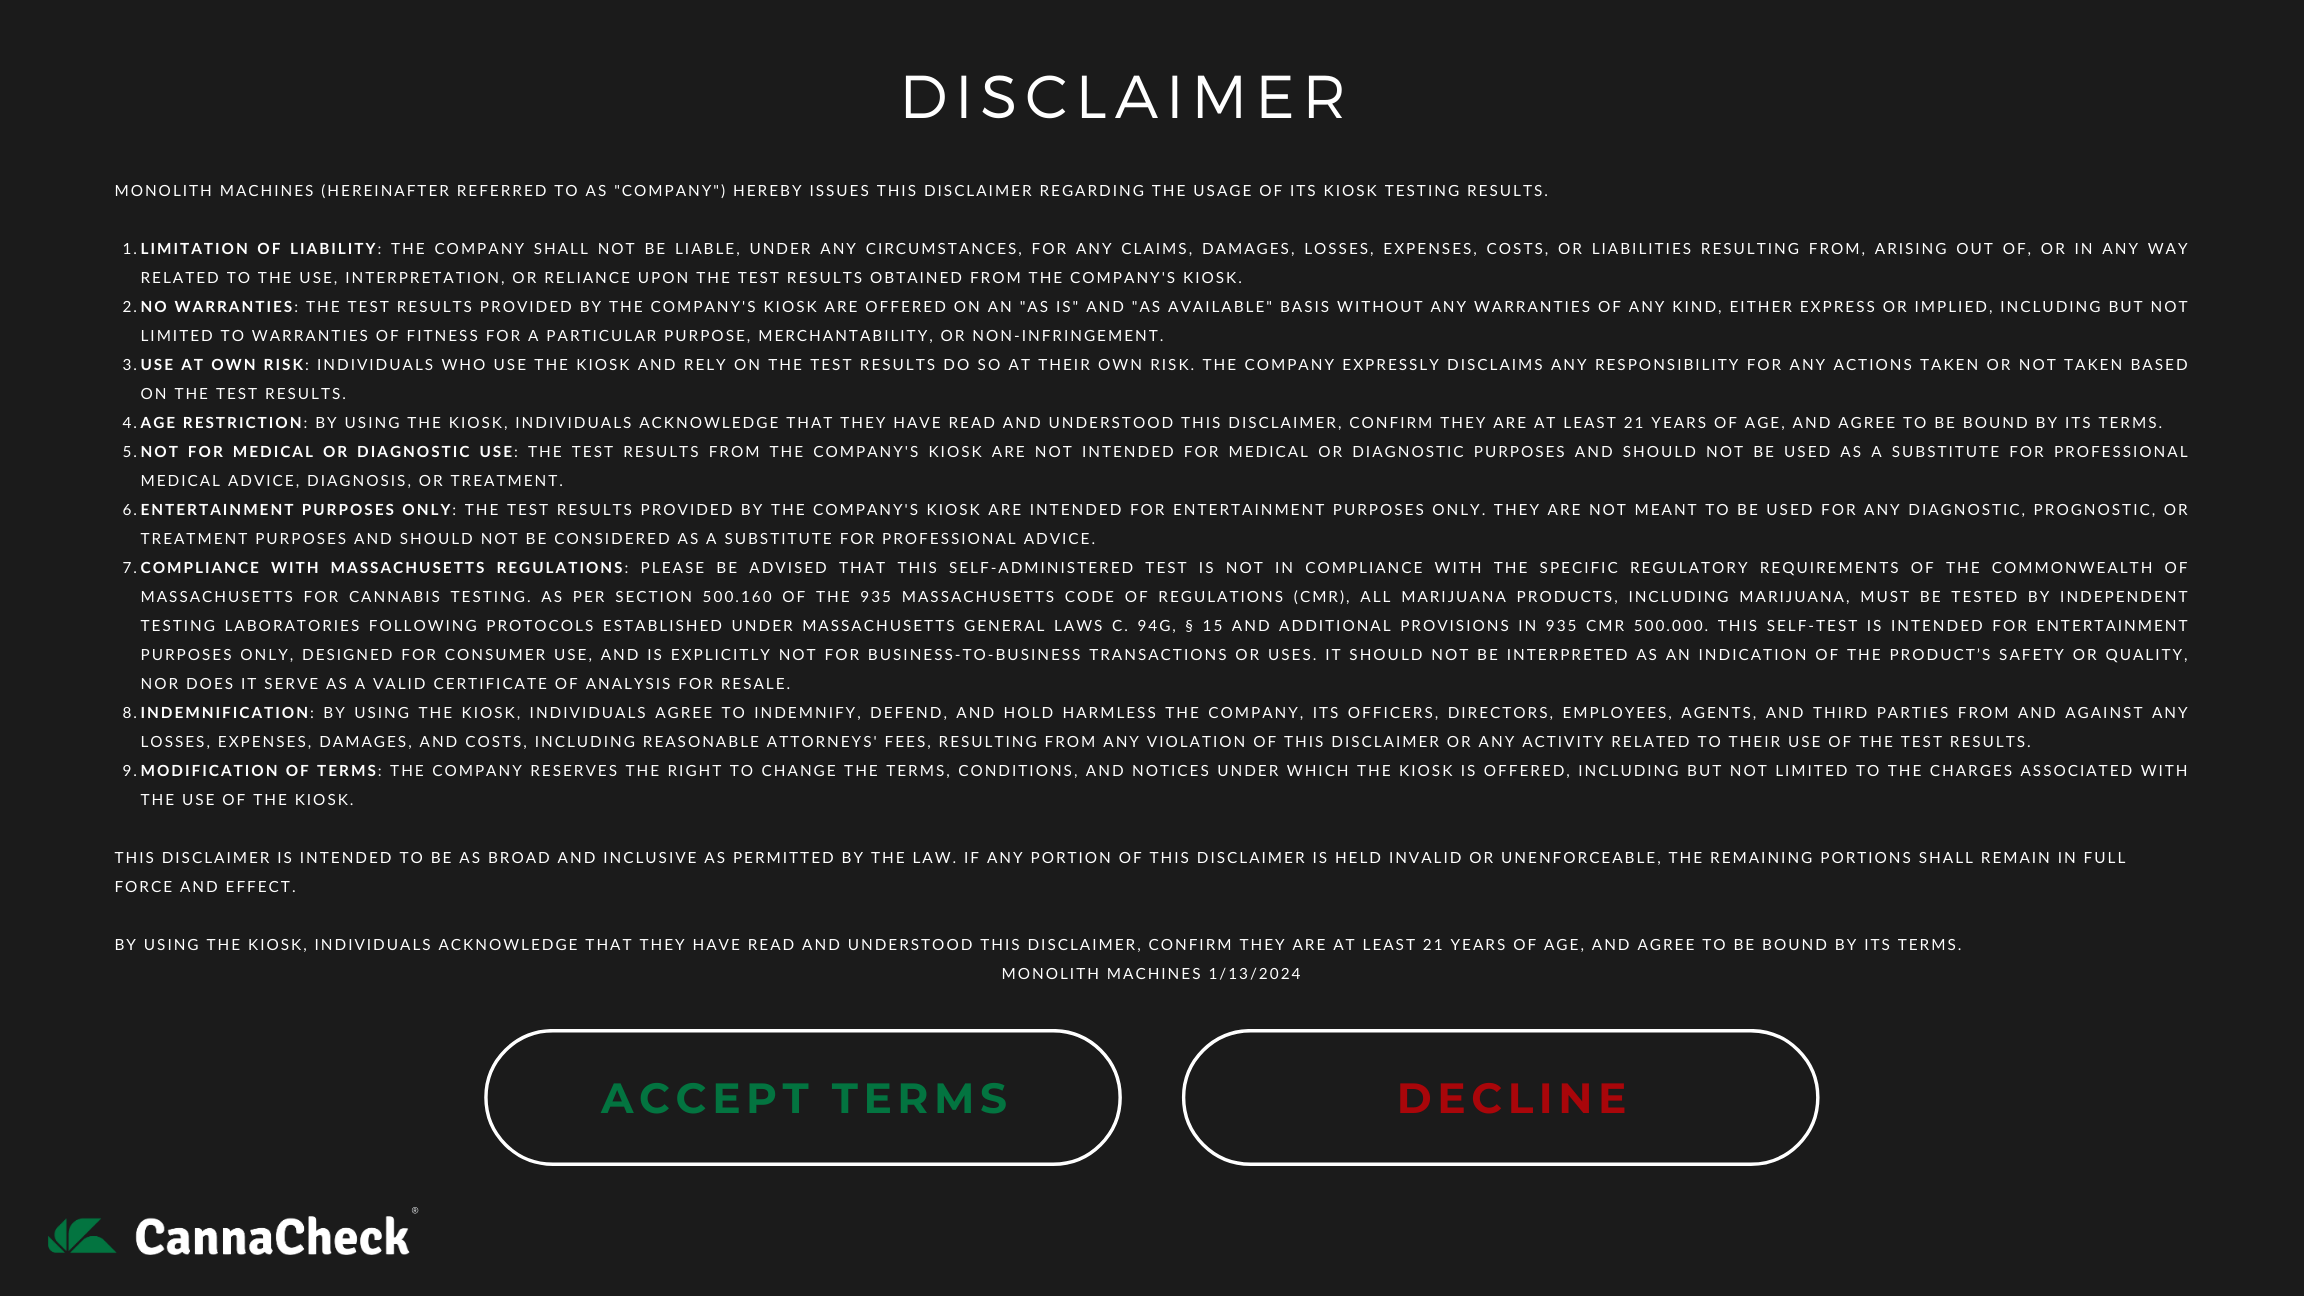 DISCLAIMER
MONOLITH MACHINES (HEREINAFTER REFERRED TO AS "COMPANY") HEREBY ISSUES THIS DISCLAIMER REGARDING THE USAGE OF ITS KIOSK TESTING RESULTS.
1. LIMITATION OF LIABILITY: THE COMPANY SHALL NOT BE LIABLE, UNDER ANY CIRCUMSTANCES, FOR ANY CLAIMS, DAMAGES, LOSSES, EXPENSES, COSTS, OR LIABILITIES RESULTING FROM, ARISING OUT OF, OR IN ANY WAY
RELATED TO THE USE, INTERPRETATION, OR RELIANCE UPON THE TEST RESULTS OBTAINED FROM THE COMPANY'S KIOSK.
2. NO WARRANTIES: THE TEST RESULTS PROVIDED BY THE COMPANY'S KIOSK ARE OFFERED ON AN "AS IS" AND "AS AVAILABLE" BASIS WITHOUT ANY WARRANTIES OF ANY KIND, EITHER EXPRESS OR IMPLIED, INCLUDING BUT NOT
LIMITED TO WARRANTIES OF FITNESS FOR A PARTICULAR PURPOSE, MERCHANTABILITY, OR NON-INFRINGEMENT.
3. USE AT OWN RISK: INDIVIDUALS WHO USE THE KIOSK AND RELY ON THE TEST RESULTS DO SO AT THEIR OWN RISK. THE COMPANY EXPRESSLY DISCLAIMS ANY RESPONSIBILITY FOR ANY ACTIONS TAKEN OR NOT TAKEN BASED
ON THE TEST RESULTS.
4. AGE RESTRICTION: BY USING THE KIOSK, INDIVIDUALS ACKNOWLEDGE THAT THEY HAVE READ AND UNDERSTOOD THIS DISCLAIMER, CONFIRM THEY ARE AT LEAST 21 YEARS OF AGE, AND AGREE TO BE BOUND BY ITS TERMS.
5. NOT FOR MEDICAL OR DIAGNOSTIC USE: THE TEST RESULTS FROM THE COMPANY'S KIOSK ARE NOT INTENDED FOR MEDICAL OR DIAGNOSTIC PURPOSES AND SHOULD NOT BE USED AS A SUBSTITUTE FOR PROFESSIONAL
MEDICAL ADVICE, DIAGNOSIS, OR TREATMENT.
6. ENTERTAINMENT PURPOSES ONLY: THE TEST RESULTS PROVIDED BY THE COMPANY'S KIOSK ARE INTENDED FOR ENTERTAINMENT PURPOSES ONLY. THEY ARE NOT MEANT TO BE USED FOR ANY DIAGNOSTIC, PROGNOSTIC, OR
TREATMENT PURPOSES AND SHOULD NOT BE CONSIDERED AS A SUBSTITUTE FOR PROFESSIONAL ADVICE.
7. COMPLIANCE WITH MASSACHUSETTS REGULATIONS: PLEASE BE ADVISED THAT THIS SELF-ADMINISTERED TEST IS NOT IN COMPLIANCE WITH THE SPECIFIC REGULATORY REQUIREMENTS OF THE COMMONWEALTH OF
MASSACHUSETTS FOR CANNABIS TESTING. AS PER SECTION 500.160 OF THE 935 MASSACHUSETTS CODE OF REGULATIONS (CMR), ALL MARIJUANA PRODUCTS, INCLUDING MARIJUANA, MUST BE TESTED BY INDEPENDENT
TESTING LABORATORIES FOLLOWING PROTOCOLS ESTABLISHED UNDER MASSACHUSETTS GENERAL LAWS C. 94G, § 15 AND ADDITIONAL PROVISIONS IN 935 CMR 500.000. THIS SELF-TEST IS INTENDED FOR ENTERTAINMENT
PURPOSES ONLY, DESIGNED FOR CONSUMER USE, AND IS EXPLICITLY NOT FOR BUSINESS-TO-BUSINESS TRANSACTIONS OR USES. IT SHOULD NOT BE INTERPRETED AS AN INDICATION OF THE PRODUCT'S SAFETY OR QUALITY,
NOR DOES IT SERVE AS A VALID CERTIFICATE OF ANALYSIS FOR RESALE.
8. INDEMNIFICATION: BY USING THE KIOSK, INDIVIDUALS AGREE TO INDEMNIFY, DEFEND, AND HOLD HARMLESS THE COMPANY, ITS OFFICERS, DIRECTORS, EMPLOYEES, AGENTS, AND THIRD PARTIES FROM AND AGAINST ANY
LOSSES, EXPENSES, DAMAGES, AND COSTS, INCLUDING REASONABLE ATTORNEYS' FEES, RESULTING FROM ANY VIOLATION OF THIS DISCLAIMER OR ANY ACTIVITY RELATED TO THEIR USE OF THE TEST RESULTS.
9. MODIFICATION OF TERMS: THE COMPANY RESERVES THE RIGHT TO CHANGE THE TERMS, CONDITIONS, AND NOTICES UNDER WHICH THE KIOSK IS OFFERED, INCLUDING BUT NOT LIMITED TO THE CHARGES ASSOCIATED WITH
THE USE OF THE KIOSK.
THIS DISCLAIMER IS INTENDED TO BE AS BROAD AND INCLUSIVE AS PERMITTED BY THE LAW. IF ANY PORTION OF THIS DISCLAIMER IS HELD INVALID OR UNENFORCEABLE, THE REMAINING PORTIONS SHALL REMAIN IN FULL
FORCE AND EFFECT.
BY USING THE KIOSK, INDIVIDUALS ACKNOWLEDGE THAT THEY HAVE READ AND UNDERSTOOD THIS DISCLAIMER, CONFIRM THEY ARE AT LEAST 21 YEARS OF AGE, AND AGREE TO BE BOUND BY ITS TERMS.
MONOLITH MACHINES 1/13/2024
ACCEPT TERMS
DECLINE
CannaCheck®